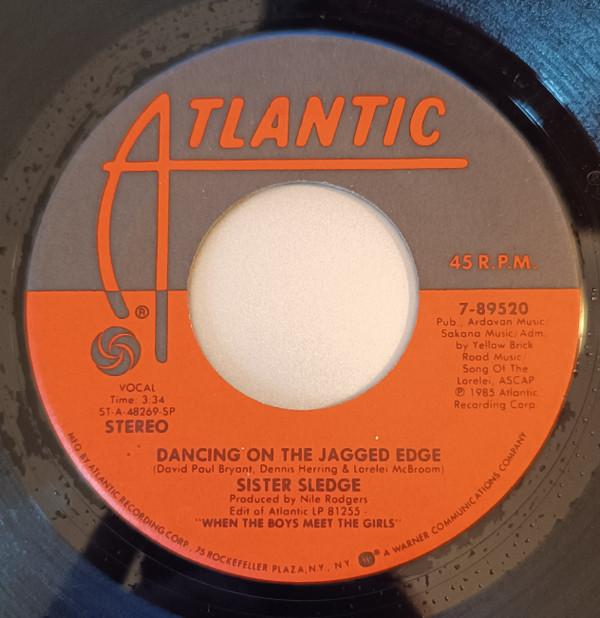 ATLANTIC
45 R.P.M.
®
7-89520
Pub., Ardavan Music/
Sakana Music/Adm.
by Yellow Brick
Road Music/
Song Of The
Lorelei, ASCAP
℗ 1985 Atlantic
Recording Corp.
VOCAL
Time: 3:34
ST-A-48269-SP
STEREO
DANCING ON THE JAGGED EDGE
(David Paul Bryant, Dennis Herring & Lorelei McBroom)
SISTER SLEDGE
Produced by Nile Rodgers
Edit of Atlantic LP 81255 -
"WHEN THE BOYS MEET THE GIRLS"
MFG. BY ATLANTIC RECORDING CORP., 75 ROCKEFELLER PLAZA, N.Y., N.Y. ® A WARNER COMMUNICATIONS COMPANY